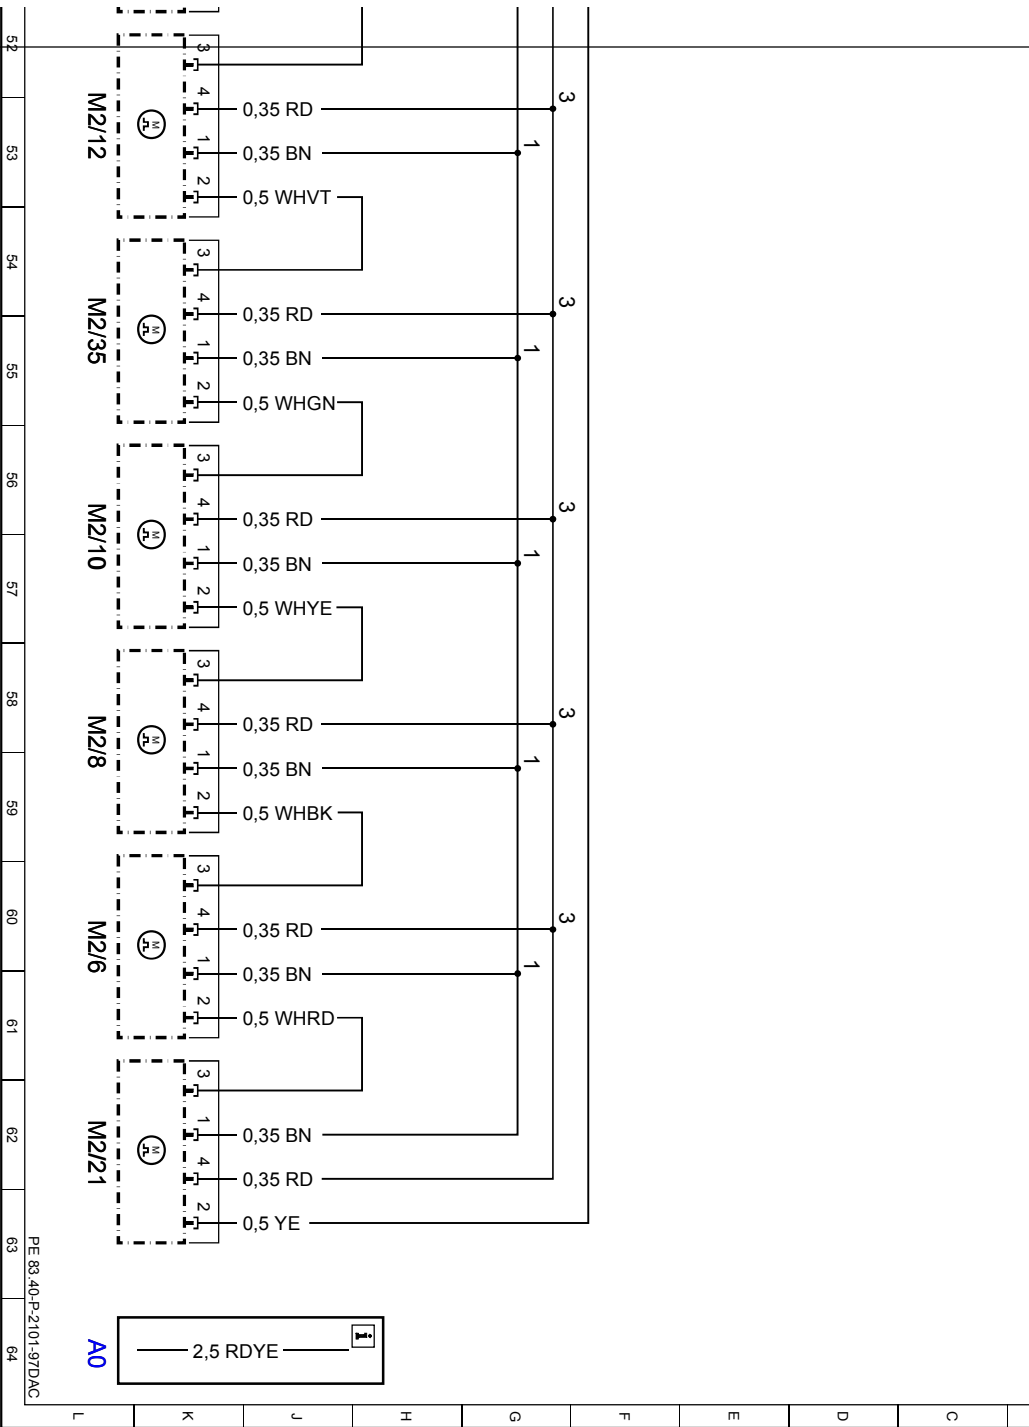 52
3
4
0,35 RD
3
1
0,35 BN
1
2
0,5 WHVT
M
M2/12
53
54
3
4
0,35 RD
3
1
0,35 BN
1
2
0,5 WHGN
M
M2/35
55
56
3
4
0,35 RD
3
1
0,35 BN
1
2
0,5 WHYE
M
M2/10
57
58
3
4
0,35 RD
3
1
0,35 BN
1
2
0,5 WHBK
M
M2/8
59
60
3
4
0,35 RD
3
1
0,35 BN
1
2
0,5 WHRD
M
M2/6
61
3
1
0,35 BN
4
0,35 RD
2
0,5 YE
M
M2/21
62
63
PE 83.40-P-2101-97DAC
64
A0
i
2,5 RDYE
L
K
J
H
G
F
E
D
C